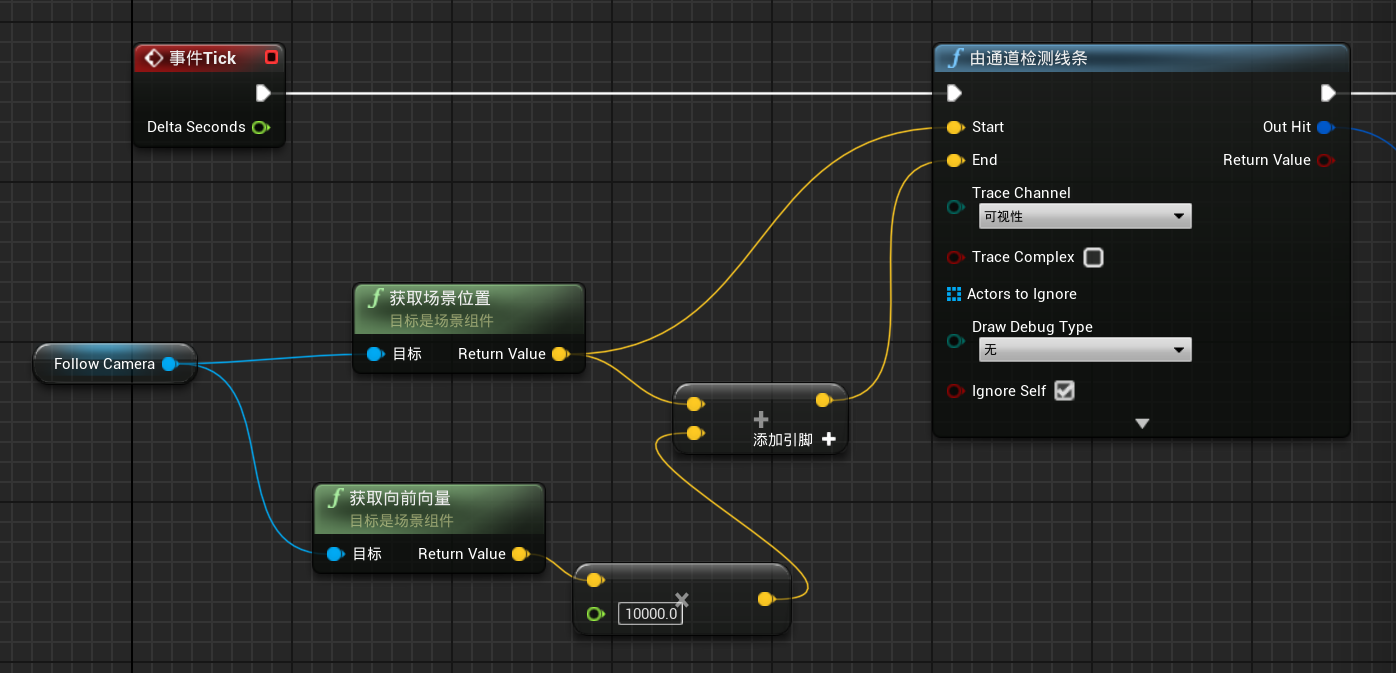 事件Tick
Delta Seconds
由通道检测线条
Start
Out Hit
End
Return Value
Trace Channel
可视性
Trace Complex
Actors to Ignore
Draw Debug Type
无
Ignore Self
获取场景位置
目标是场景组件
目标
Return Value
Follow Camera
添加引脚
获取向前向量
目标是场景组件
目标
Return Value
10000.0